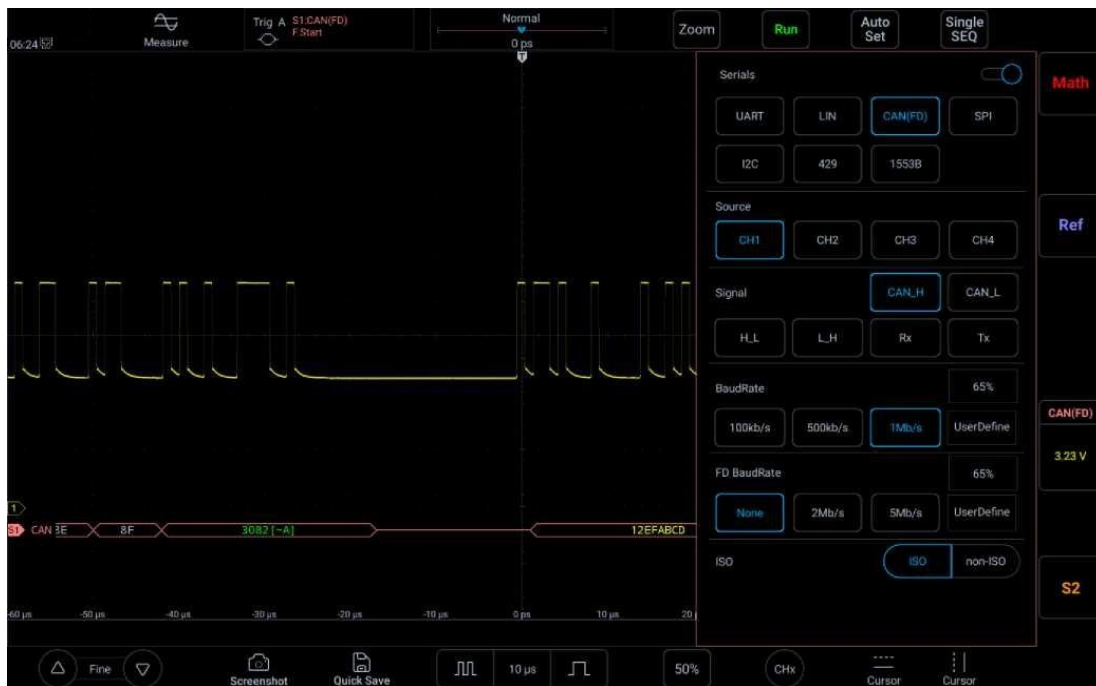 06:24
Measure
Trig A S1:CAN(FD)
F Start
Normal
0 ps
Zoom
Run
Auto
Set
Single
SEQ
T
Serials
UART LIN CAN(FD) SPI
I2C 429 1553B
Source
CH1 CH2 CH3 CH4
Signal CAN_H CAN_L
H_L L_H Rx Tx
BaudRate 65%
100kb/s 500kb/s 1Mb/s UserDefine
FD BaudRate 65%
None 2Mb/s 5Mb/s UserDefine
ISO ISO non-ISO
Math
Ref
CAN(FD)
3.23 V
S2
1
S1 CAN 3E 8F 3082 [~A] 12EFABCD
-60 μs -50 μs -40 μs -30 μs -20 μs -10 μs 0 ps 10 μs 20
Fine
Screenshot
Quick Save
10 μs
50%
CHx
Cursor
Cursor